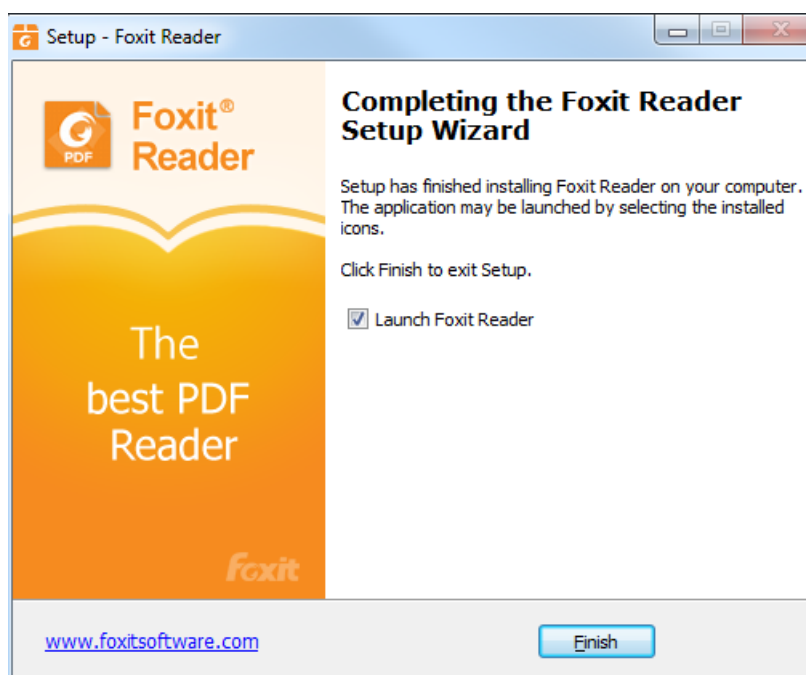 Setup - Foxit Reader
Foxit®
Reader
PDF
The
best PDF
Reader
foxit
Completing the Foxit Reader
Setup Wizard
Setup has finished installing Foxit Reader on your computer.
The application may be launched by selecting the installed
icons.
Click Finish to exit Setup.
Launch Foxit Reader
www.foxitsoftware.com
Finish